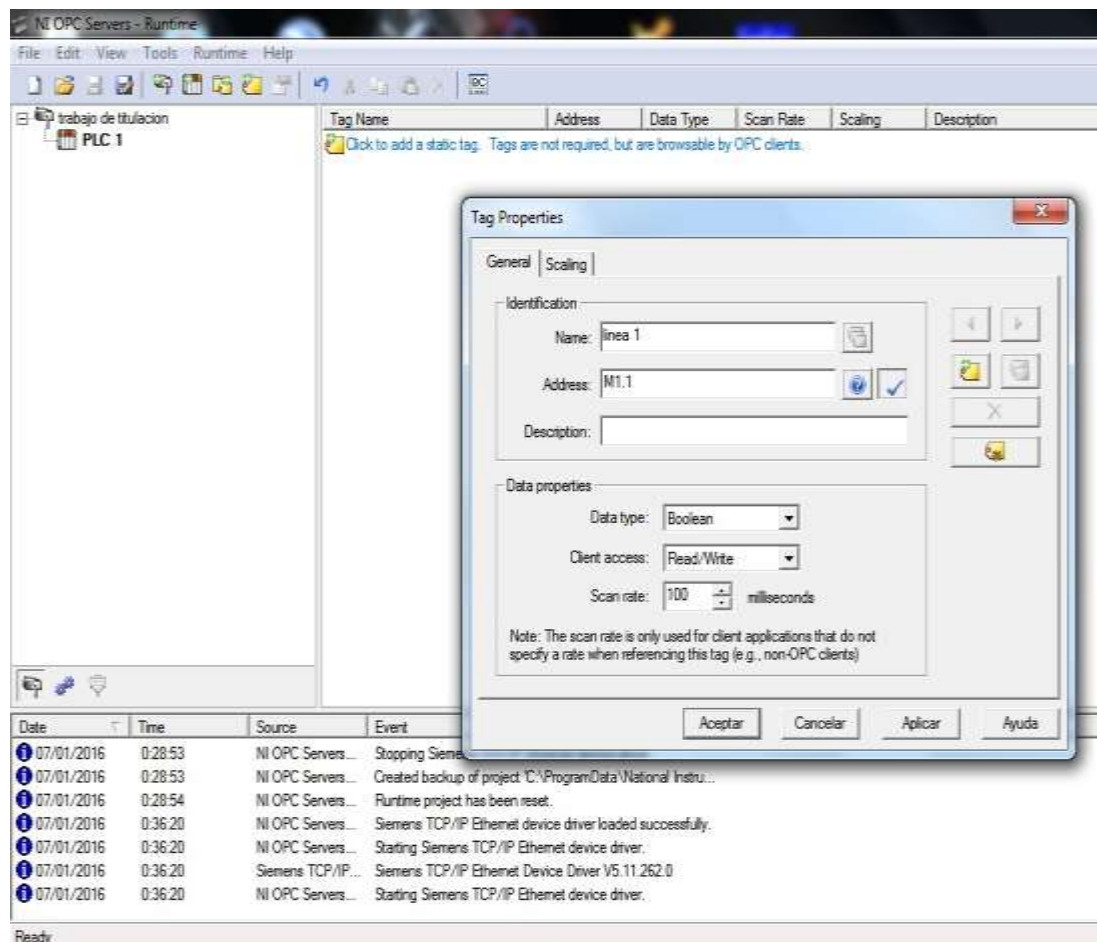 NI OPC Servers - Runtime
File Edit View Tools Runtime Help
trabajo de titulacion
PLC 1
Tag Name Address Data Type Scan Rate Scaling Description
Click to add a static tag. Tags are not required, but are browsable by OPC clients.
Tag Properties
General Scaling
Identification
Name: linea 1
Address: M1.1
Description:
Data properties
Data type: Boolean
Client access: Read/Write
Scan rate: 100 milliseconds
Note: The scan rate is only used for client applications that do not
specify a rate when referencing this tag (e.g., non-OPC clients)
Aceptar Cancelar Aplicar Ayuda
Date Time Source Event
07/01/2016 0:28:53 NI OPC Servers... Stopping Siemens
07/01/2016 0:28:53 NI OPC Servers... Created backup of project 'C:\ProgramData\National Instru...
07/01/2016 0:28:54 NI OPC Servers... Runtime project has been reset.
07/01/2016 0:36:20 NI OPC Servers... Siemens TCP/IP Ethernet device driver loaded successfully.
07/01/2016 0:36:20 NI OPC Servers... Starting Siemens TCP/IP Ethernet device driver.
07/01/2016 0:36:20 Siemens TCP/IP... Siemens TCP/IP Ethernet Device Driver V5.11.262.0
07/01/2016 0:36:20 NI OPC Servers... Starting Siemens TCP/IP Ethernet device driver.
Ready